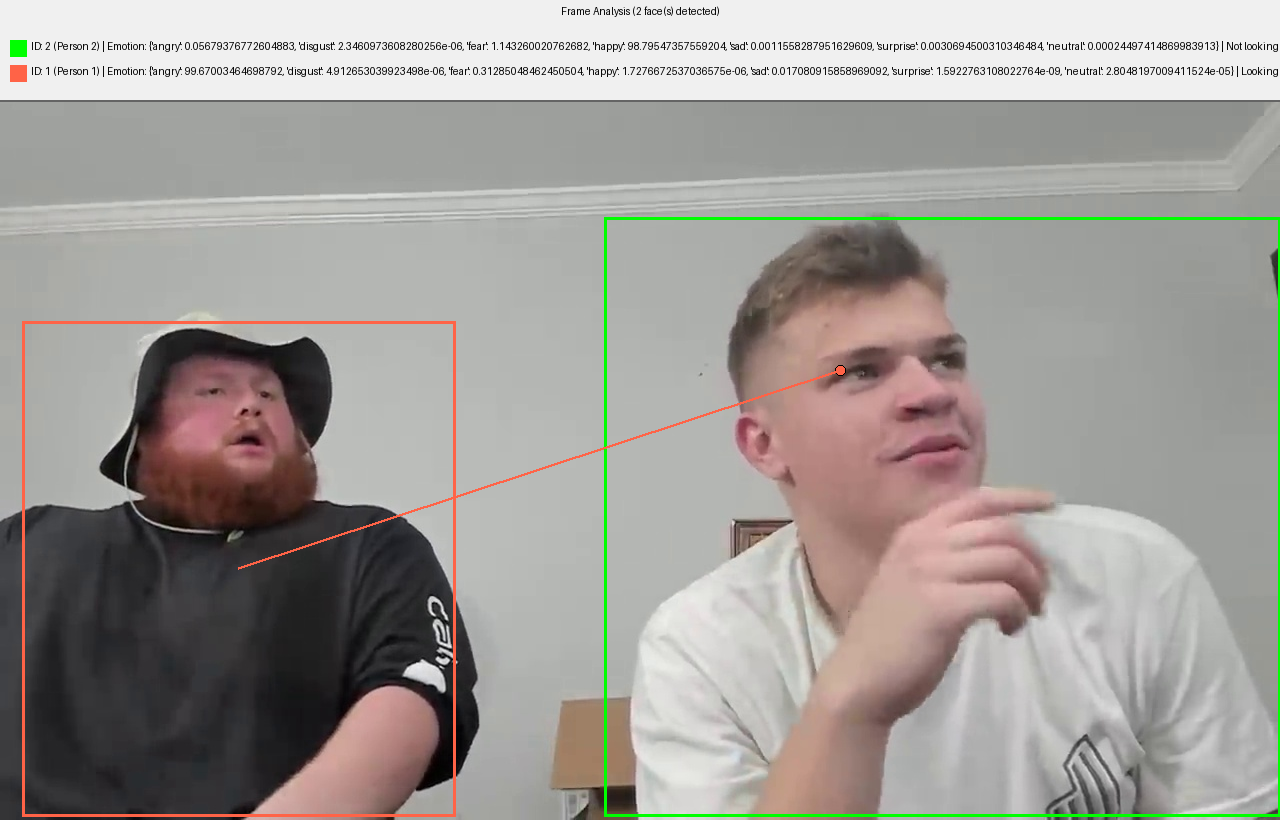 Frame Analysis (2 face(s) detected)
ID: 2 (Person 2) | Emotion: {'angry': 0.05679376772604883, 'disgust': 2.3460973608280256e-06, 'fear': 1.143260020762682, 'happy': 98.79547357559204, 'sad': 0.0011558287951629609, 'surprise': 0.0030694500310346484, 'neutral': 0.00024497414869983913} | Not looking
ID: 1 (Person 1) | Emotion: {'angry': 99.67003464698792, 'disgust': 4.912653039923498e-06, 'fear': 0.31285048462450504, 'happy': 1.7276672537036575e-06, 'sad': 0.017080915858969092, 'surprise': 1.5922763108022764e-09, 'neutral': 2.8048197009411524e-05} | Looking